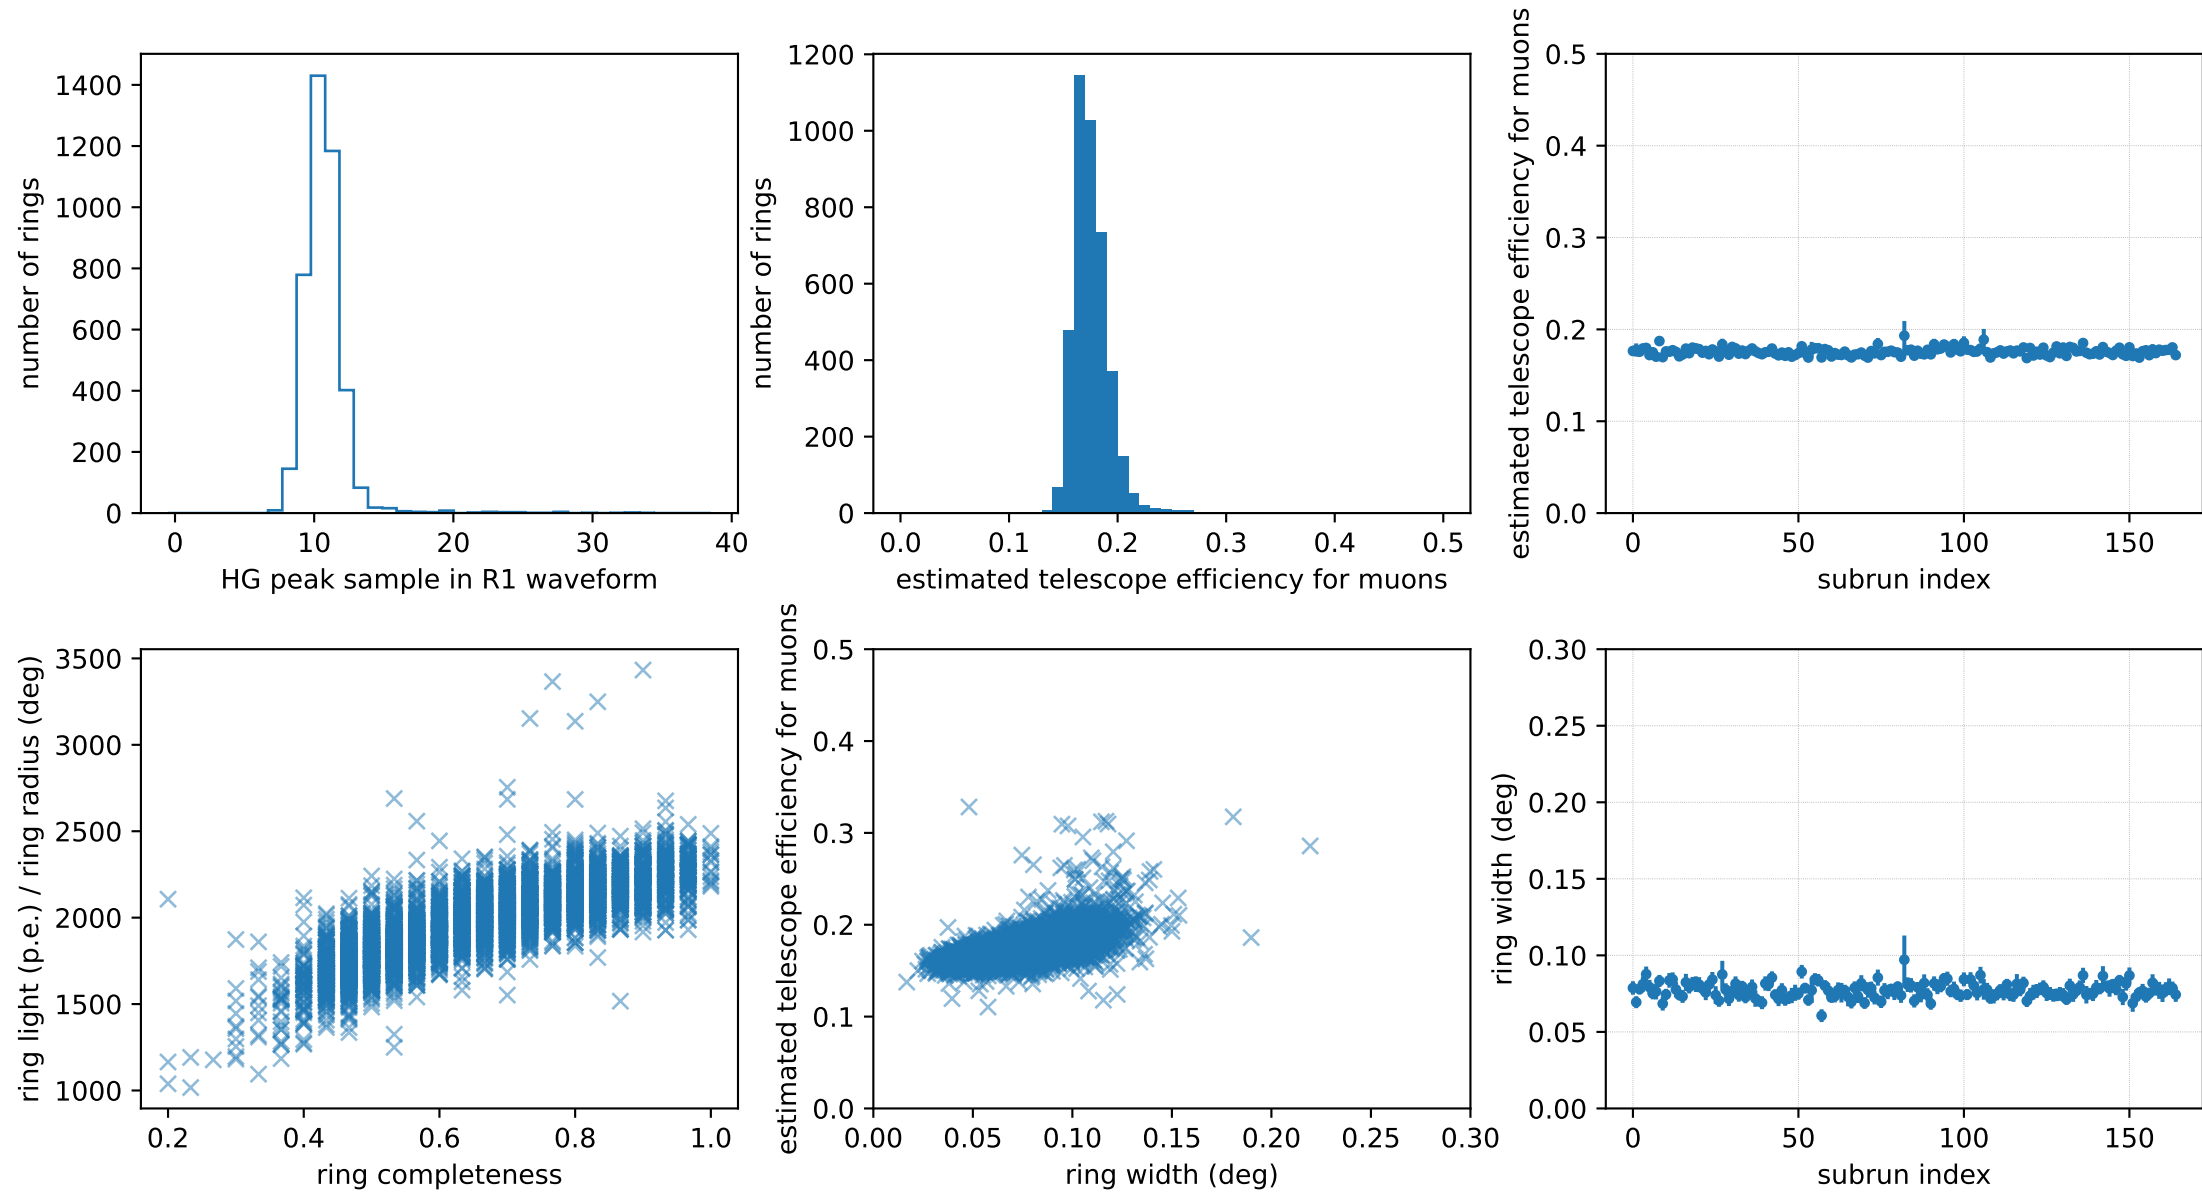 number of rings
1400
1200
1000
800
600
400
200
0
0 10 20 30 40
HG peak sample in R1 waveform
number of rings
1200
1000
800
600
400
200
0
0.0 0.1 0.2 0.3 0.4 0.5
estimated telescope efficiency for muons
estimated telescope efficiency for muons
0.5
0.4
0.3
0.2
0.1
0.0
0 50 100 150
subrun index
ring light (p.e.) / ring radius (deg)
3500
3000
2500
2000
1500
1000
0.2 0.4 0.6 0.8 1.0
ring completeness
estimated telescope efficiency for muons
0.5
0.4
0.3
0.2
0.1
0.0
0.00 0.05 0.10 0.15 0.20 0.25 0.30
ring width (deg)
ring width (deg)
0.30
0.25
0.20
0.15
0.10
0.05
0.00
0 50 100 150
subrun index